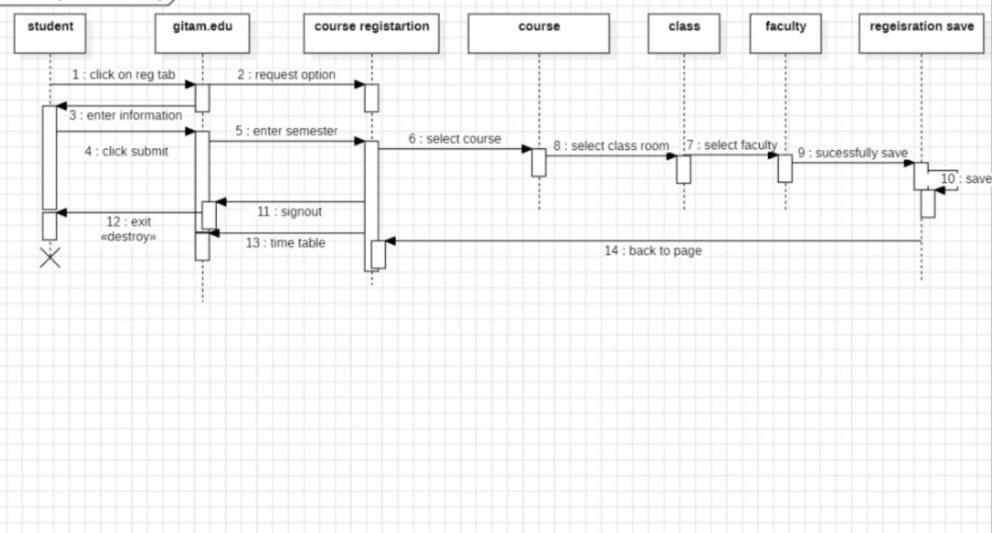 student
gitam.edu
course registartion
course
class
faculty
regeisration save
1 : click on reg tab
2 : request option
3 : enter information
4 : click submit
5 : enter semester
6 : select course
8 : select class room
7 : select faculty
9 : sucessfully save
10 : save
11 : signout
12 : exit
«destroy»
13 : time table
14 : back to page